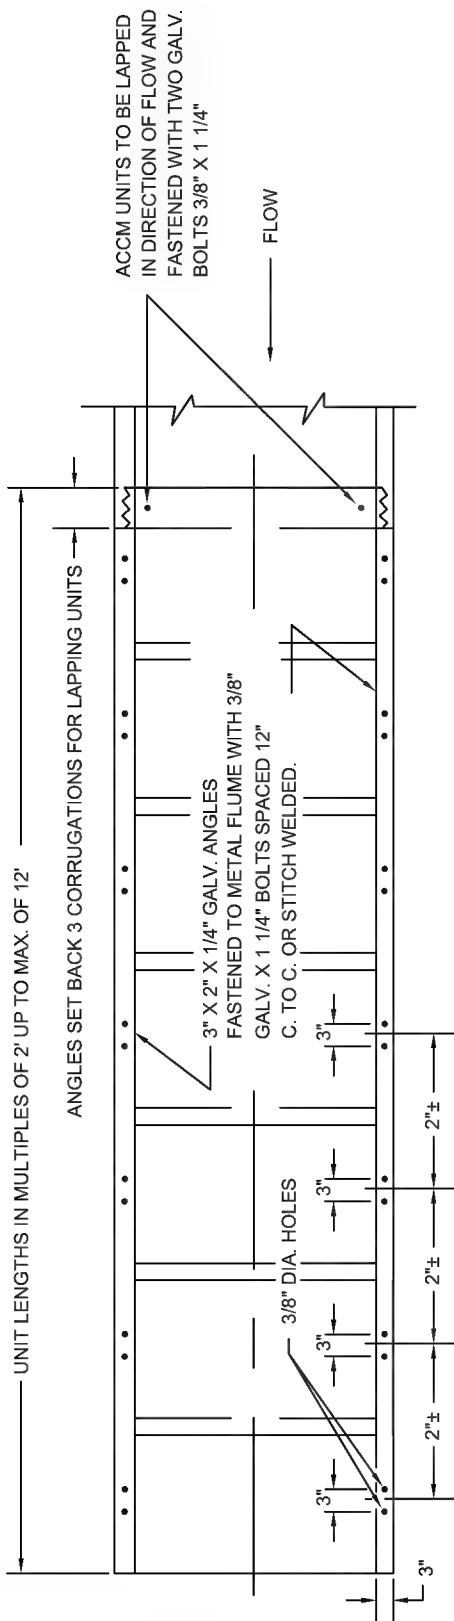 UNIT LENGTHS IN MULTIPLES OF 2' UP TO MAX. OF 12'
ANGLES SET BACK 3 CORRUGATIONS FOR LAPPING UNITS
ACCM UNITS TO BE LAPPED
IN DIRECTION OF FLOW AND
FASTENED WITH TWO GALV.
BOLTS 3/8" X 1 1/4"
FLOW
3" X 2" X 1/4" GALV. ANGLES
FASTENED TO METAL FLUME WITH 3/8"
GALV. X 1 1/4" BOLTS SPACED 12"
C. TO C. OR STITCH WELDED.
3/8" DIA. HOLES
3"
3"
3"
3"
2"±
2"±
2"±
3"